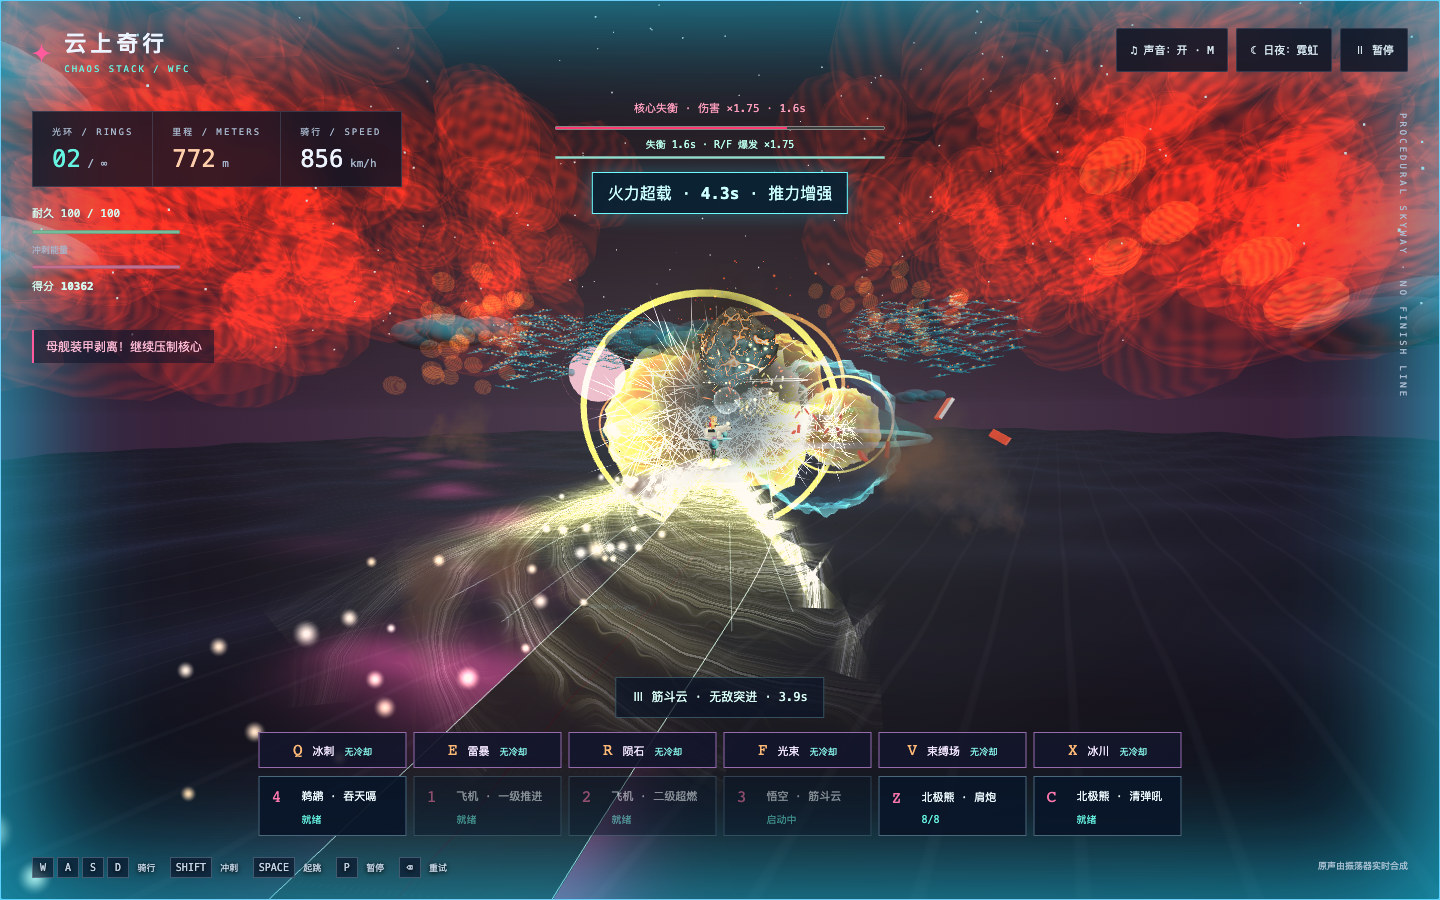 云上奇行
CHAOS STACK / WFC
♫ 声音: 开 · M
☾ 日夜: 霓虹
Ⅱ 暂停
光环 / RINGS
02 / ∞
里程 / METERS
772 m
骑行 / SPEED
856 km/h
耐久 100 / 100
冲刺能量
得分 10362
母舰装甲剥离! 继续压制核心
核心失衡 · 伤害 ×1.75 · 1.6s
失衡 1.6s · R/F 爆发 ×1.75
火力超载 · 4.3s · 推力增强
PROCEDURAL SKYWAY · NO FINISH LINE
Ⅲ 筋斗云 · 无敌突进 · 3.9s
Q 冰刺 无冷却
E 雷暴 无冷却
R 陨石 无冷却
F 光束 无冷却
V 束缚场 无冷却
X 冰川 无冷却
4 鹈鹕 · 吞天嗝
就绪
1 飞机 · 一级推进
就绪
2 飞机 · 二级超燃
就绪
3 悟空 · 筋斗云
启动中
Z 北极熊 · 肩炮
8/8
C 北极熊 · 清弹吼
就绪
W A S D 骑行 SHIFT 冲刺 SPACE 起跳 P 暂停 ⌫ 重试
原声由振荡器实时合成